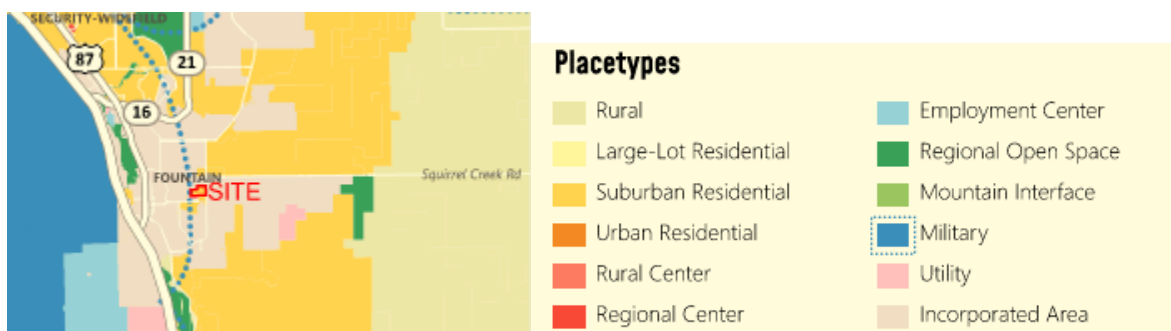 SECURITY-WIDEFIELD
87
21
16
FOUNTAIN
SITE
Squirrel Creek Rd
Placetypes
Rural
Large-Lot Residential
Suburban Residential
Urban Residential
Rural Center
Regional Center
Employment Center
Regional Open Space
Mountain Interface
Military
Utility
Incorporated Area